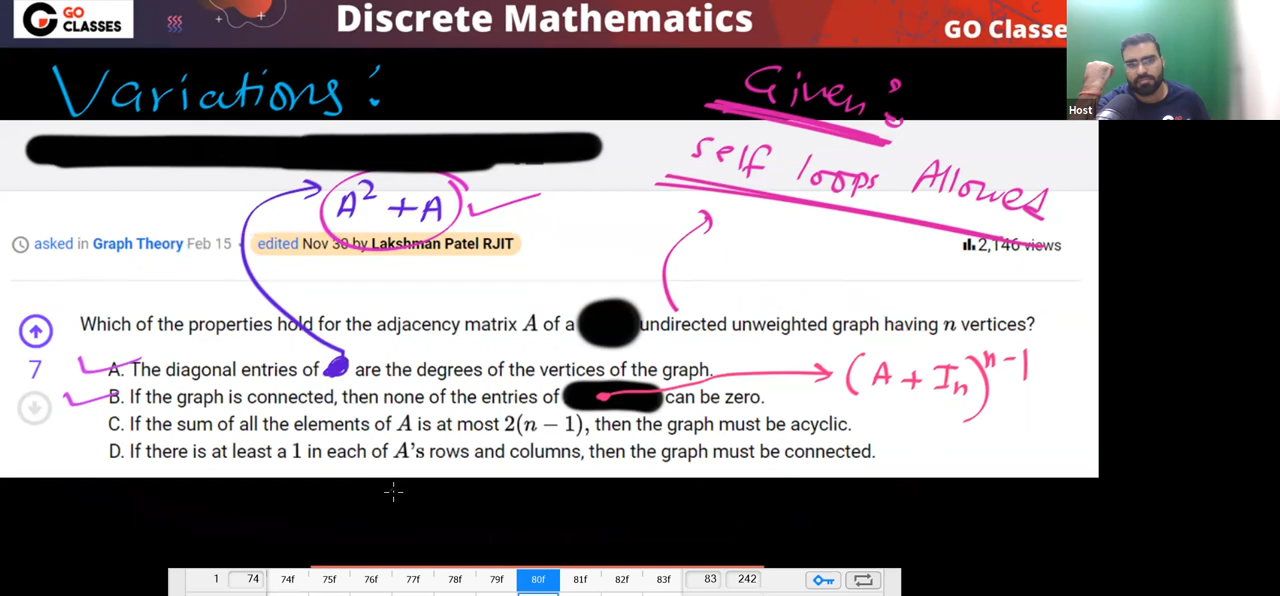 GO
CLASSES
Discrete Mathematics
GO Classe
Host
Variations:
Given:
self loops Allowed
A² + A
asked in Graph Theory Feb 15
edited Nov 30 by Lakshman Patel RJIT
2,146 views
Which of the properties hold for the adjacency matrix A of a undirected unweighted graph having n vertices?
7
A. The diagonal entries of are the degrees of the vertices of the graph.
B. If the graph is connected, then none of the entries of can be zero.
(A + Iₙ)ⁿ⁻¹
C. If the sum of all the elements of A is at most 2(n − 1), then the graph must be acyclic.
D. If there is at least a 1 in each of A's rows and columns, then the graph must be connected.
1 74 74f 75f 76f 77f 78f 79f 80f 81f 82f 83f 83 242